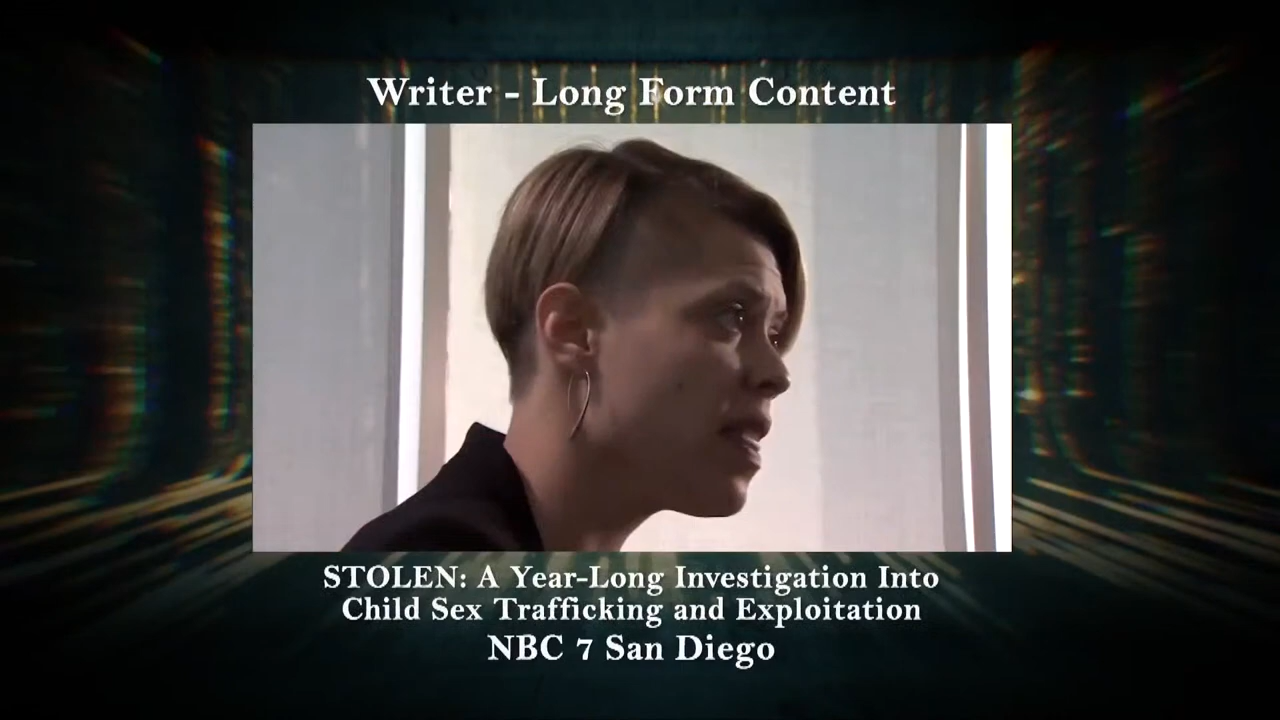 Writer - Long Form Content
STOLEN: A Year-Long Investigation Into
Child Sex Trafficking and Exploitation
NBC 7 San Diego